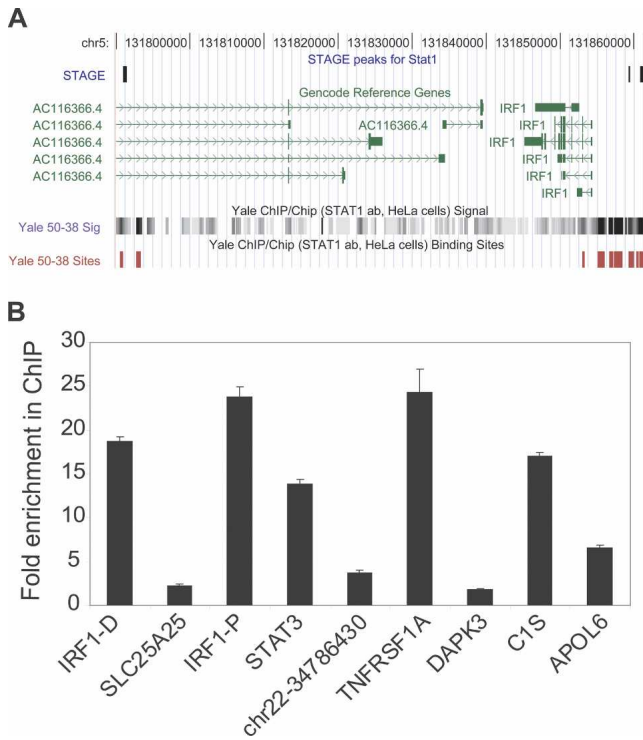 A
chr5: 131800000 131810000 131820000 131830000 131840000 131850000 131860000
STAGE peaks for Stat1
STAGE
Gencode Reference Genes
AC116366.4 IRF1
AC116366.4 AC116366.4 IRF1
AC116366.4 IRF1
AC116366.4 IRF1
AC116366.4 IRF1
IRF1
Yale ChIP/Chip (STAT1 ab, HeLa cells) Signal
Yale 50-38 Sig
Yale ChIP/Chip (STAT1 ab, HeLa cells) Binding Sites
Yale 50-38 Sites
B
Fold enrichment in ChIP
30
25
20
15
10
5
0
IRF1-D
SLC25A25
IRF1-P
STAT3
chr22-34786430
TNFRSF1A
DAPK3
C1S
APOL6